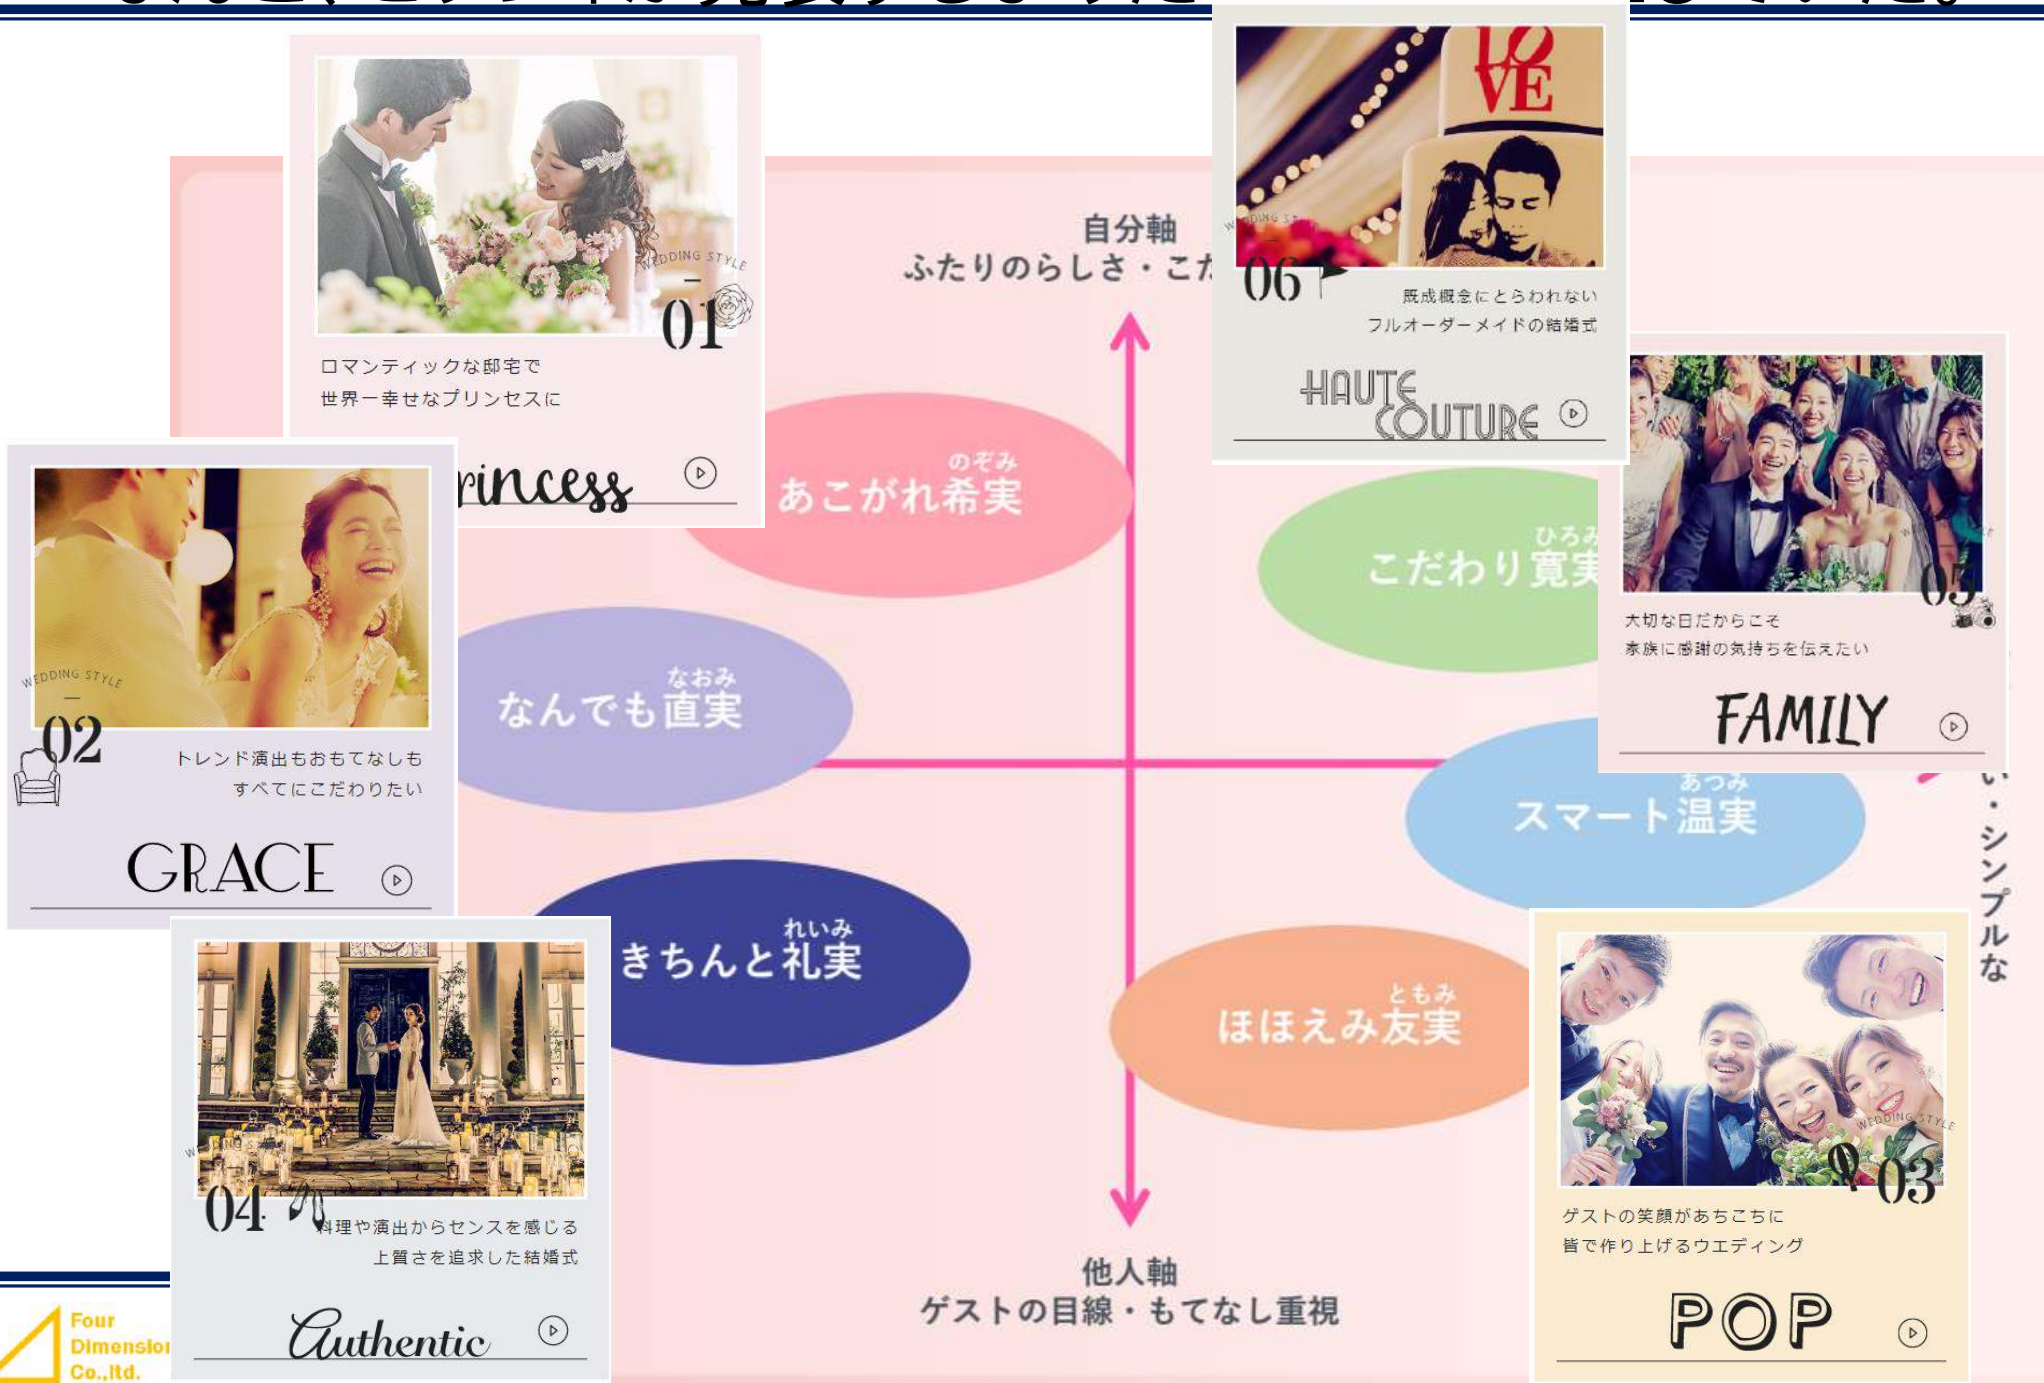 自分軸
ふたりのらしさ・こ
WEDDING STYLE
01
ロマンティックな邸宅で
世界一幸せなプリンセスに
rincess
06
既成概念にとらわれない
フルオーダーメイドの結婚式
HAUTE
COUTURE
LOVE
のぞみ
あこがれ希実
ひろみ
こだわり寛実
05
大切な日だからこそ
家族に感謝の気持ちを伝えたい
FAMILY
WEDDING STYLE
02
トレンド演出もおもてなしも
すべてにこだわりたい
GRACE
なおみ
なんでも直実
あつみ
スマート温実
い・シンプルな
れいみ
きちんと礼実
ともみ
ほほえみ友実
04
料理や演出からセンスを感じる
上質さを追求した結婚式
Authentic
WEDDING STYLE
03
ゲストの笑顔があちこちに
皆で作り上げるウエディング
POP
他人軸
ゲストの目線・もてなし重視
Four
Dimension
Co.,ltd.